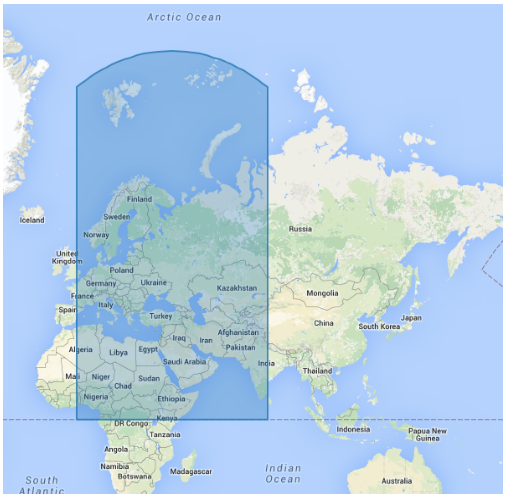 Arctic Ocean
Finland
Iceland
Sweden
Norway
Russia
United
Kingdom
Poland
Germany
Ukraine
Kazakhstan
France
Mongolia
Italy
Spain
Turkey
Japan
China
South Korea
Afghanistan
Iraq
Iran
Pakistan
Algeria
Libya
Egypt
Saudi Arabia
India
Thailand
Mali
Niger
Chad
Sudan
Nigeria
Ethiopia
Kenya
DR Congo
Tanzania
Indonesia
Papua New
Guinea
Angola
Namibia
Botswana
Madagascar
Indian
Ocean
South
Atlantic
Australia